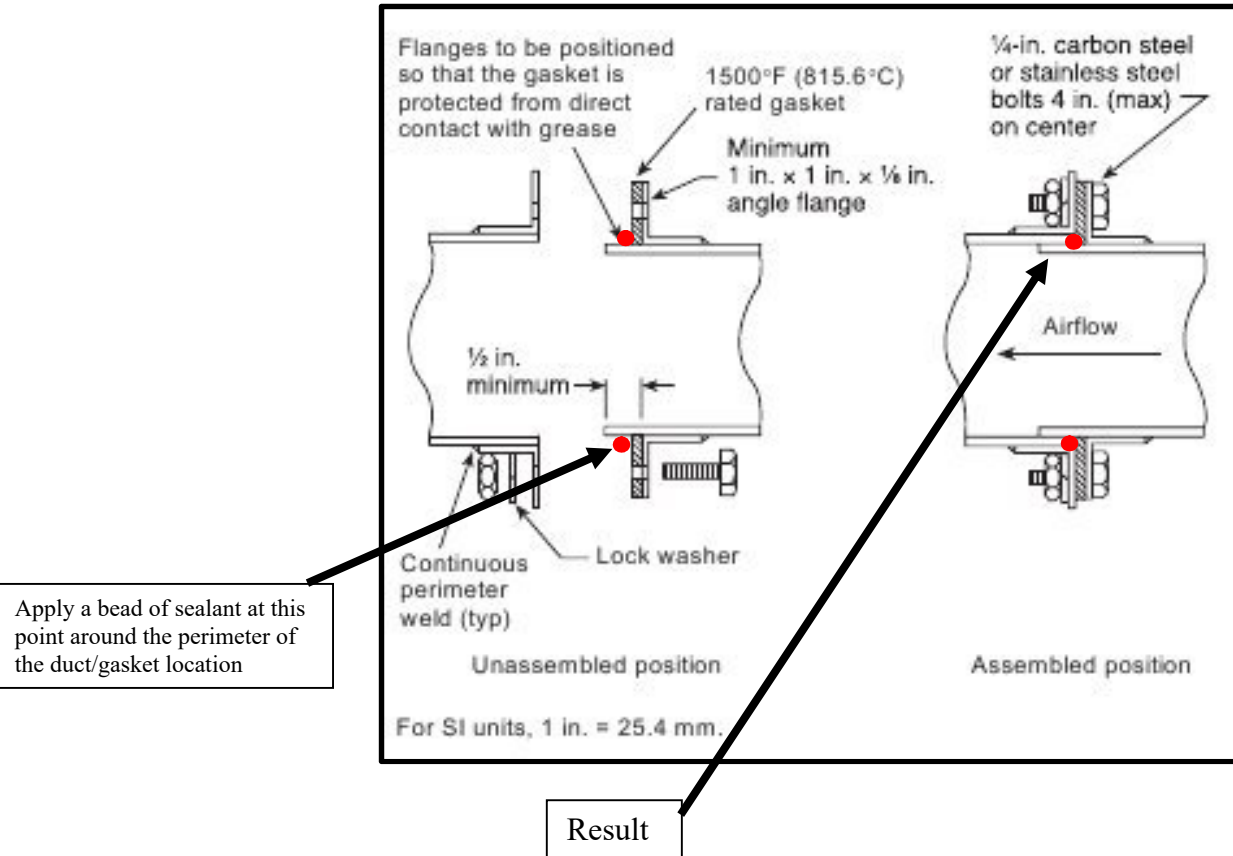 Flanges to be positioned
so that the gasket is
protected from direct
contact with grease
1500°F (815.6°C)
rated gasket
Minimum
1 in. × 1 in. × ⅛ in.
angle flange
¼-in. carbon steel
or stainless steel
bolts 4 in. (max)
on center
½ in.
minimum
Airflow
Continuous
perimeter
weld (typ)
Lock washer
Apply a bead of sealant at this
point around the perimeter of
the duct/gasket location
Unassembled position
Assembled position
For SI units, 1 in. = 25.4 mm.
Result